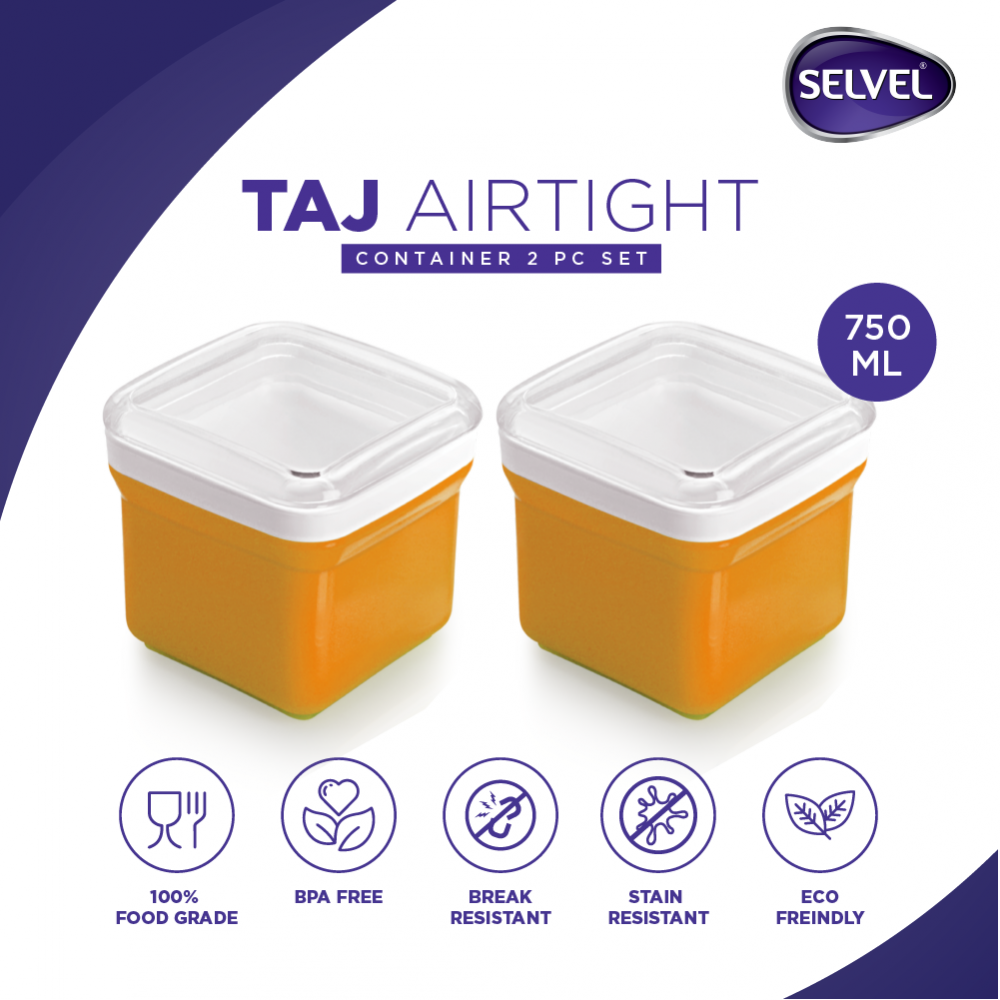 SELVEL®
TAJ AIRTIGHT
CONTAINER 2 PC SET
750
ML
100%
FOOD GRADE
BPA FREE
BREAK
RESISTANT
STAIN
RESISTANT
ECO
FREINDLY